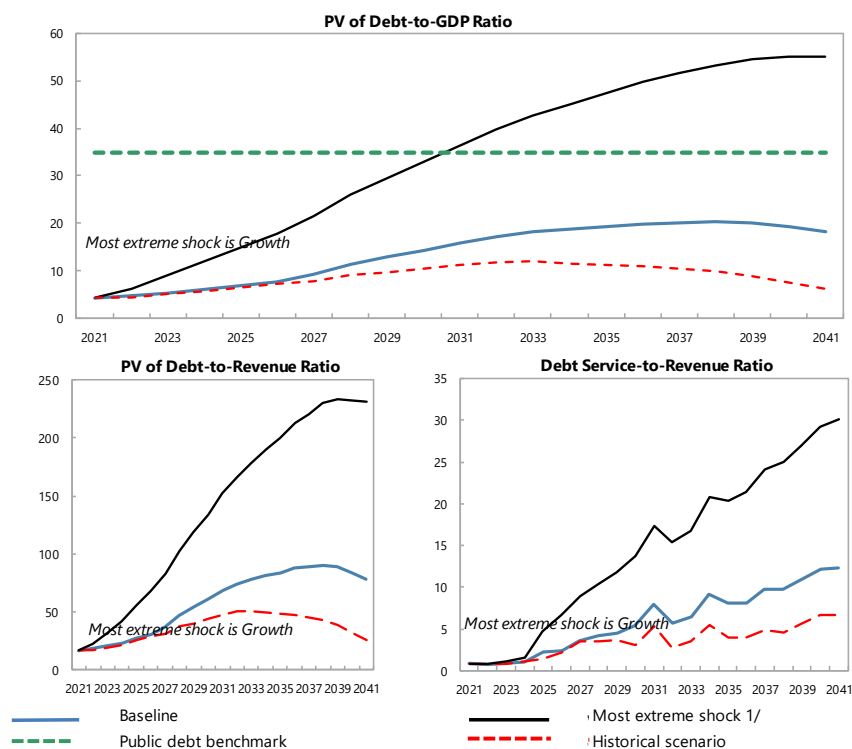 PV of Debt-to-GDP Ratio
60
50
40
30
20
10
0
Most extreme shock is Growth
2021 2023 2025 2027 2029 2031 2033 2035 2037 2039 2041
PV of Debt-to-Revenue Ratio
250
200
150
100
50
0
Most extreme shock is Growth
2021 2023 2025 2027 2029 2031 2033 2035 2037 2039 2041
Debt Service-to-Revenue Ratio
35
30
25
20
15
10
5
0
Most extreme shock is Growth
2021 2023 2025 2027 2029 2031 2033 2035 2037 2039 2041
Baseline
Most extreme shock 1/
Public debt benchmark
Historical scenario